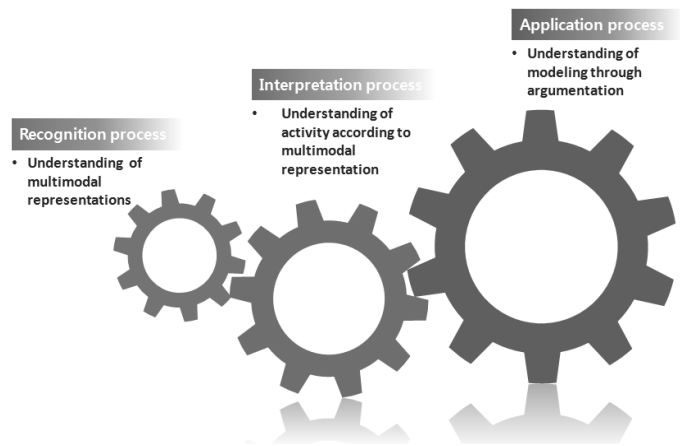 Application process
• Understanding of
modeling through
argumentation
Interpretation process
• Understanding of
activity according to
multimodal
representation
Recognition process
• Understanding of
multimodal
representations